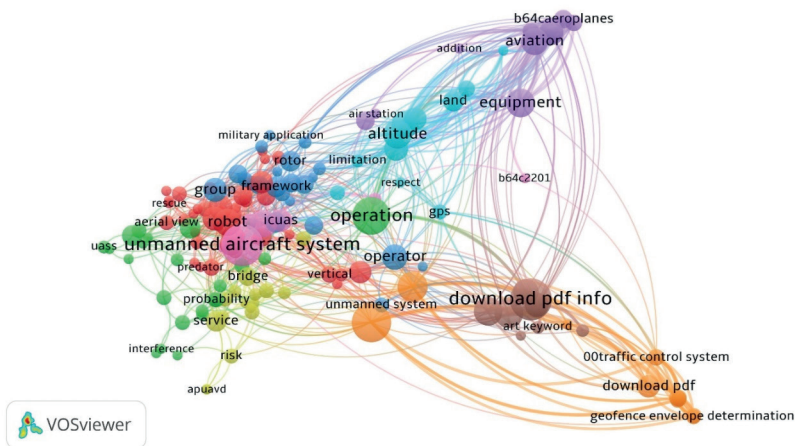 b64caeroplanes
aviation
addition
land
equipment
air station
altitude
military application
rotor
limitation
b64c2201
respect
group
framework
rescue
operation
gps
aerial view
robot
icuas
uass
unmanned aircraft system
operator
predator
bridge
vertical
probability
unmanned system
download pdf info
service
art keyword
interference
risk
00traffic control system
apuavd
download pdf
geofence envelope determination
VOSviewer